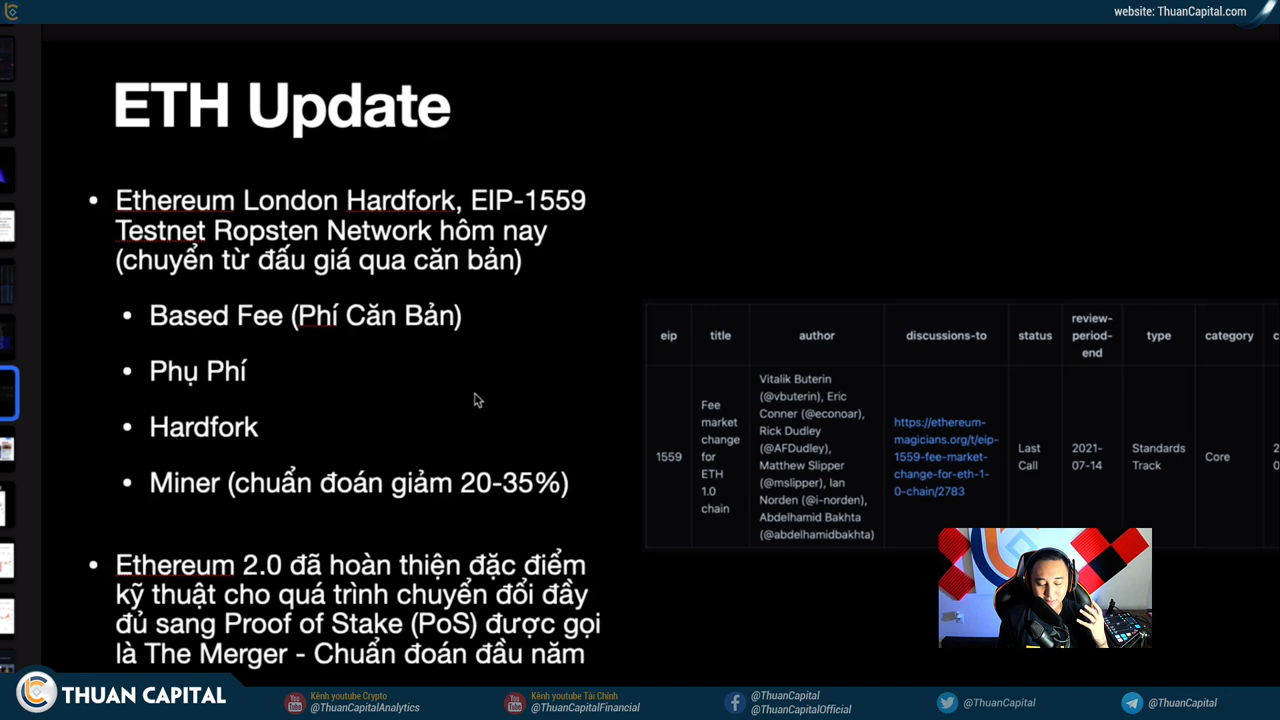 website: ThuanCapital.com
ETH Update
• Ethereum London Hardfork, EIP-1559
Testnet Ropsten Network hôm nay
(chuyển từ đấu giá qua căn bản)
• Based Fee (Phí Căn Bản)
• Phụ Phí
• Hardfork
• Miner (chuẩn đoán giảm 20-35%)
• Ethereum 2.0 đã hoàn thiện đặc điểm
kỹ thuật cho quá trình chuyển đổi đầy
đủ sang Proof of Stake (PoS) được gọi
là The Merger - Chuẩn đoán đầu năm
eip
title
author
discussions-to
status
review-
period-
end
type
category
1559
Fee
market
change
for
ETH
1.0
chain
Vitalik Buterin
(@vbuterin), Eric
Conner (@econoar),
Rick Dudley
(@AFDudley),
Matthew Slipper
(@mslipper), Ian
Norden (@i-norden),
Abdelhamid Bakhta
(@abdelhamidbakhta)
https://ethereum-
magicians.org/t/eip-
1559-fee-market-
change-for-eth-1-
0-chain/2783
Last
Call
2021-
07-14
Standards
Track
Core
THUAN CAPITAL
Kênh youtube Crypto
@ThuanCapitalAnalytics
Kênh youtube Tài Chính
@ThuanCapitalFinancial
@ThuanCapital
@ThuanCapitalOfficial
@ThuanCapital
@ThuanCapital